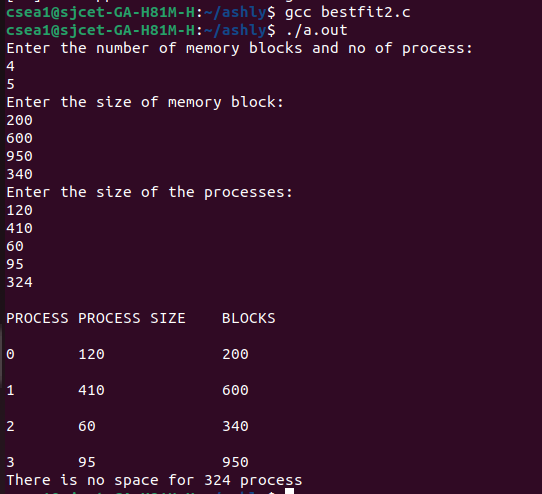 csea1@sjcet-GA-H81M-H:~/ashly$ gcc bestfit2.c
csea1@sjcet-GA-H81M-H:~/ashly$ ./a.out
Enter the number of memory blocks and no of process:
4
5
Enter the size of memory block:
200
600
950
340
Enter the size of the processes:
120
410
60
95
324
PROCESS PROCESS SIZE BLOCKS
0 120 200
1 410 600
2 60 340
3 95 950
There is no space for 324 process